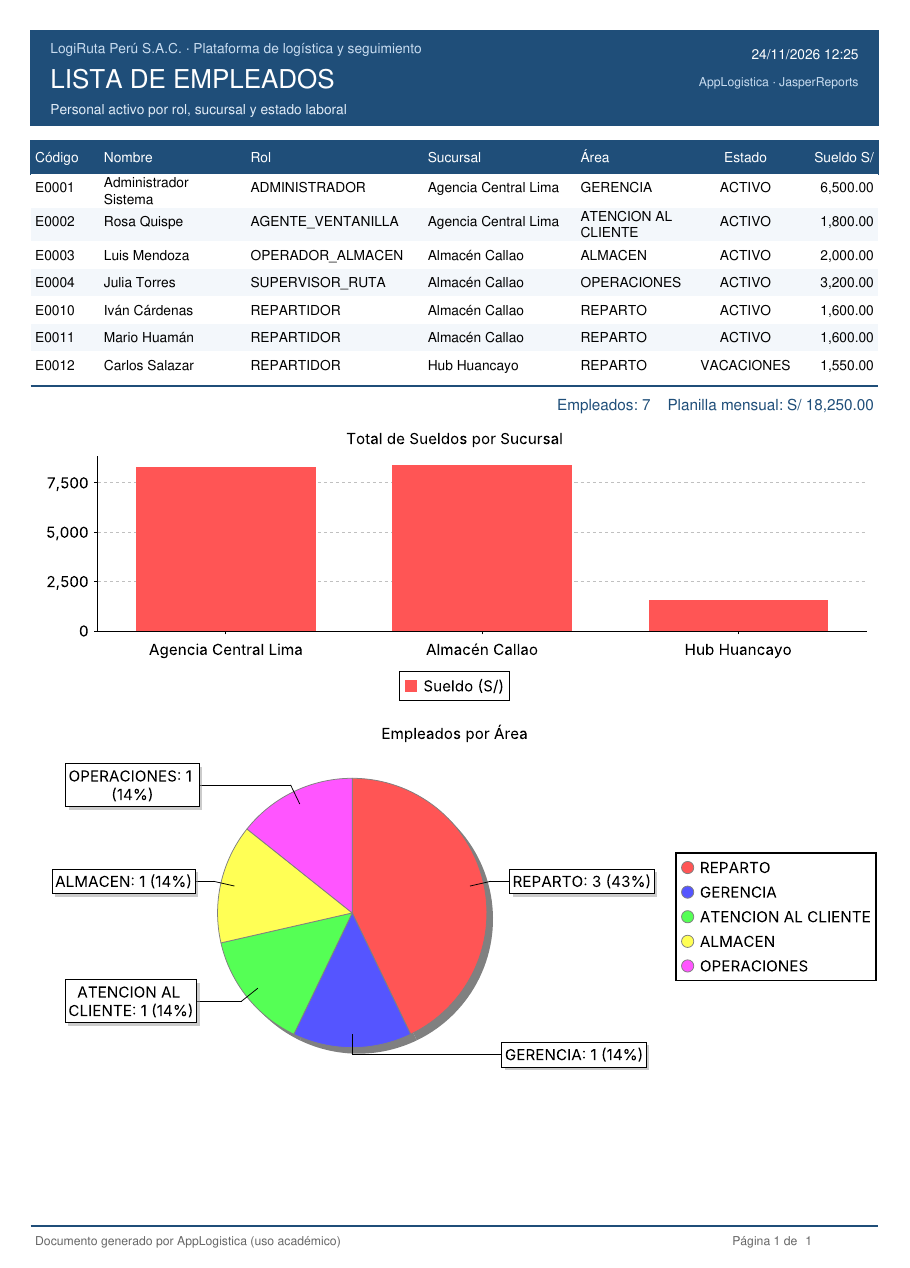 LogiRuta Perú S.A.C. · Plataforma de logística y seguimiento
24/11/2026 12:25
LISTA DE EMPLEADOS
AppLogistica · JasperReports
Personal activo por rol, sucursal y estado laboral
Código Nombre Rol Sucursal Área Estado Sueldo S/
E0001 Administrador Sistema ADMINISTRADOR Agencia Central Lima GERENCIA ACTIVO 6,500.00
E0002 Rosa Quispe AGENTE_VENTANILLA Agencia Central Lima ATENCION AL CLIENTE ACTIVO 1,800.00
E0003 Luis Mendoza OPERADOR_ALMACEN Almacén Callao ALMACEN ACTIVO 2,000.00
E0004 Julia Torres SUPERVISOR_RUTA Almacén Callao OPERACIONES ACTIVO 3,200.00
E0010 Iván Cárdenas REPARTIDOR Almacén Callao REPARTO ACTIVO 1,600.00
E0011 Mario Huamán REPARTIDOR Almacén Callao REPARTO ACTIVO 1,600.00
E0012 Carlos Salazar REPARTIDOR Hub Huancayo REPARTO VACACIONES 1,550.00
Empleados: 7 Planilla mensual: S/ 18,250.00
Total de Sueldos por Sucursal
7,500
5,000
2,500
0
Agencia Central Lima Almacén Callao Hub Huancayo
Sueldo (S/)
Empleados por Área
OPERACIONES: 1
(14%)
ALMACEN: 1 (14%)
REPARTO: 3 (43%)
ATENCION AL
CLIENTE: 1 (14%)
GERENCIA: 1 (14%)
REPARTO
GERENCIA
ATENCION AL CLIENTE
ALMACEN
OPERACIONES
Documento generado por AppLogistica (uso académico)
Página 1 de 1